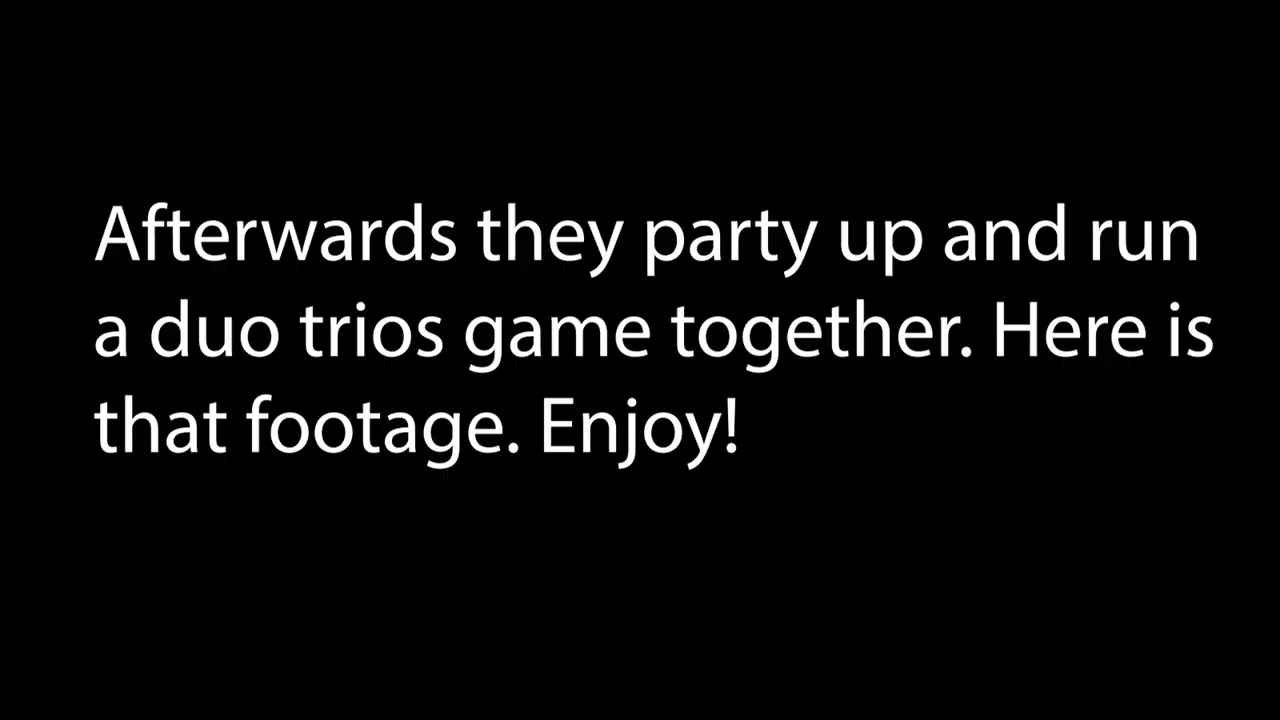 Afterwards they party up and run
a duo trios game together. Here is
that footage. Enjoy!